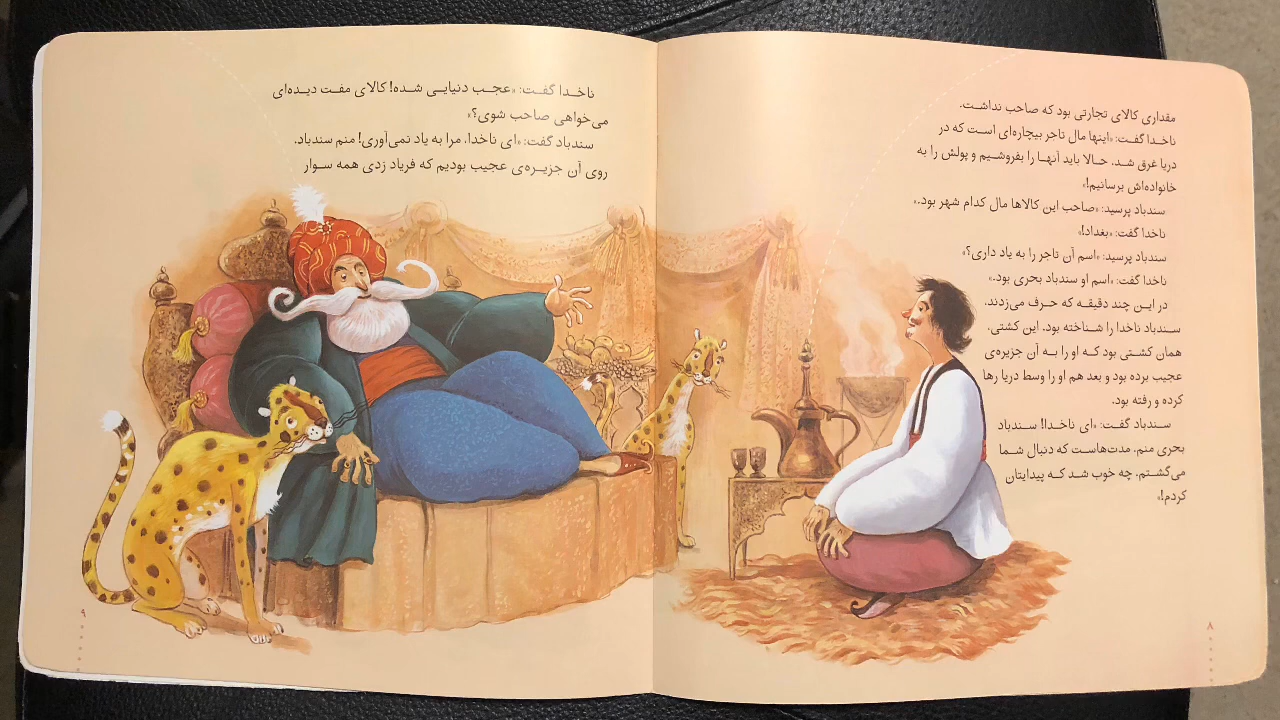 مقداری کالای تجارتی بود که صاحب نداشت.
ناخدا گفت: «اینها مال تاجر بیچاره‌ای است که در
دریا غرق شد. حالا باید آنها را بفروشیم و پولش را به
خانواده‌اش برسانیم!»
سندباد پرسید: «صاحب این کالاها مال کدام شهر بود.»
ناخدا گفت: «بغداد!»
سندباد پرسید: «اسم آن تاجر را به یاد داری؟»
ناخدا گفت: «اسم او سندباد بحری بود.»
در این چند دقیقه که حرف می‌زدند،
سندباد ناخدا را شناخته بود. این کشتی،
همان کشتی بود که او را به آن جزیره‌ی
عجیب برده بود و بعد هم او را وسط دریا رها
کرده و رفته بود.
سندباد گفت: «ای ناخدا! سندباد
بحری منم. مدت‌هاست که دنبال شما
می‌گشتم. چه خوب شد که پیدایتان
کردم!»
۸
ناخدا گفت: «عجب دنیایی شده! کالای مفت دیده‌ای
می‌خواهی صاحب شوی؟»
سندباد گفت: «ای ناخدا، مرا به یاد نمی‌آوری! منم سندباد.
روی آن جزیره‌ی عجیب بودیم که فریاد زدی همه سوار
۹